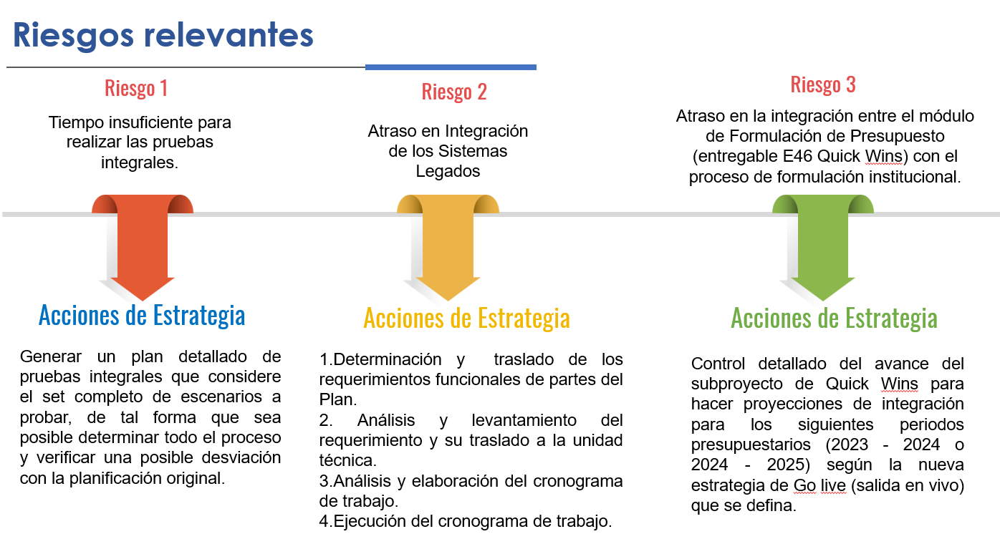 Riesgos relevantes
Riesgo 1
Tiempo insuficiente para
realizar las pruebas
integrales.
Acciones de Estrategia
Generar un plan detallado de
pruebas integrales que considere
el set completo de escenarios a
probar, de tal forma que sea
posible determinar todo el proceso
y verificar una posible desviación
con la planificación original.
Riesgo 2
Atraso en Integración
de los Sistemas
Legados
Acciones de Estrategia
1.Determinación y traslado de los
requerimientos funcionales de partes del
Plan.
2. Análisis y levantamiento del
requerimiento y su traslado a la unidad
técnica.
3.Análisis y elaboración del cronograma
de trabajo.
4.Ejecución del cronograma de trabajo.
Riesgo 3
Atraso en la integración entre el módulo
de Formulación de Presupuesto
(entregable E46 Quick Wins) con el
proceso de formulación institucional.
Acciones de Estrategia
Control detallado del avance del
subproyecto de Quick Wins para
hacer proyecciones de integración
para los siguientes periodos
presupuestarios (2023 - 2024 o
2024 - 2025) según la nueva
estrategia de Go live (salida en vivo)
que se defina.